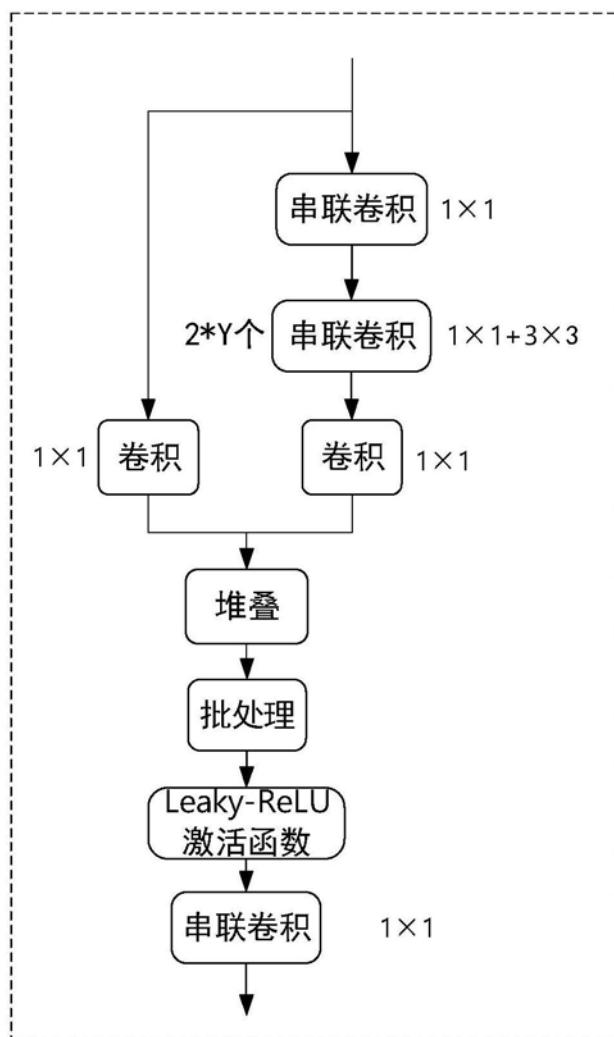 串联卷积 1×1
2*Y个 串联卷积 1×1+3×3
1×1 卷积 卷积 1×1
堆叠
批处理
Leaky-ReLU
激活函数
串联卷积 1×1